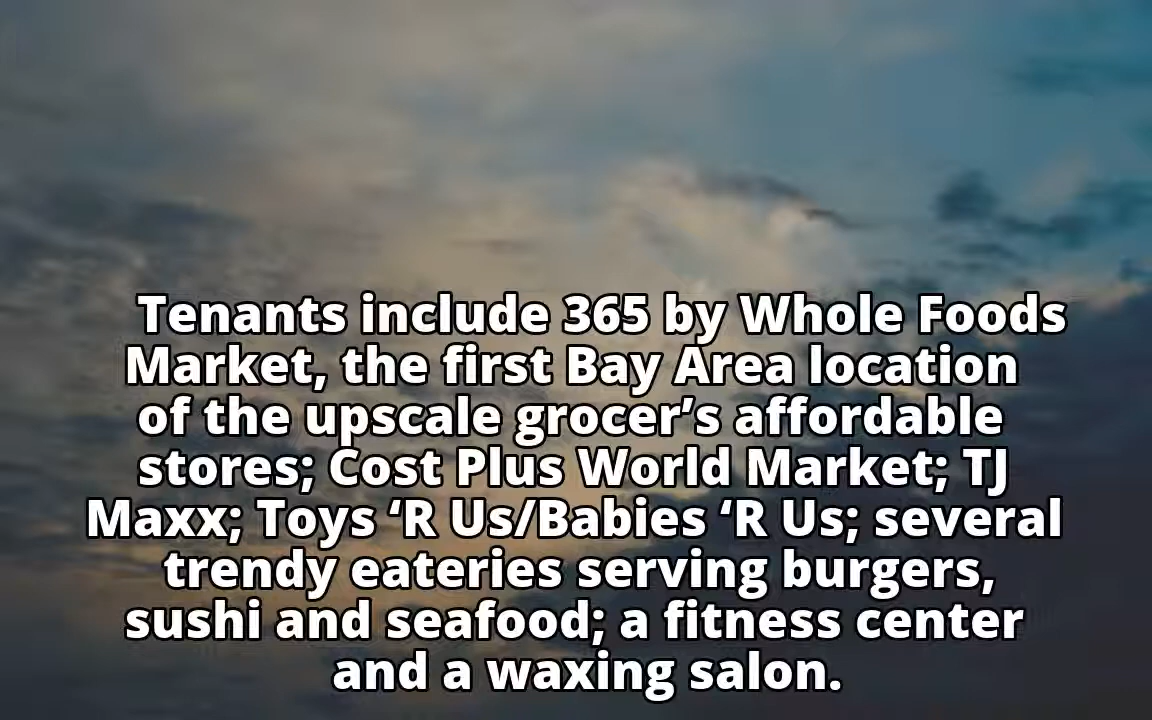 Tenants include 365 by Whole Foods
Market, the first Bay Area location
of the upscale grocer’s affordable
stores; Cost Plus World Market; TJ
Maxx; Toys ‘R Us/Babies ‘R Us; several
trendy eateries serving burgers,
sushi and seafood; a fitness center
and a waxing salon.